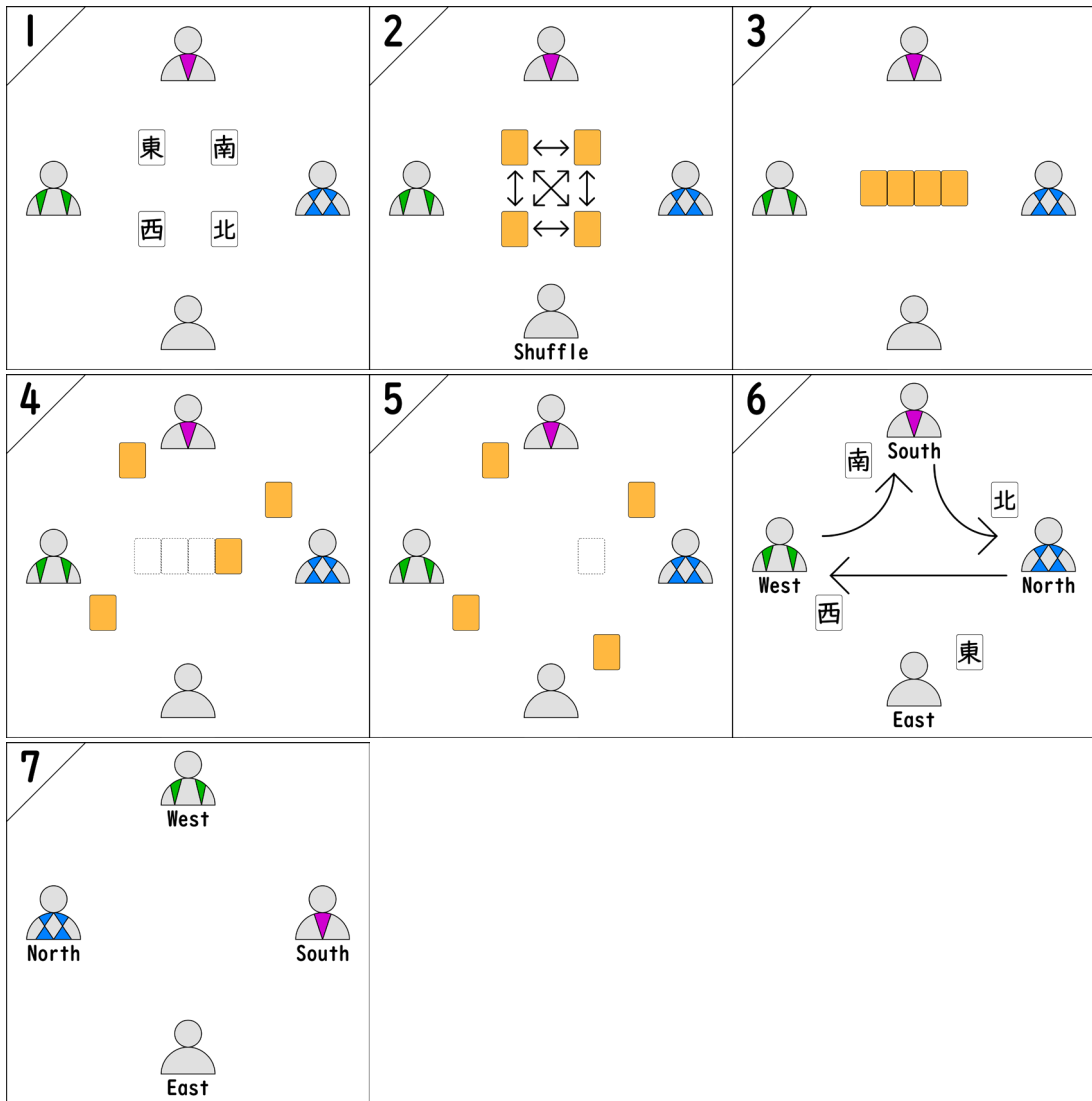 1
東 南
西 北
2
Shuffle
3
4
5
6
South
南
北
West
North
西
東
East
7
West
North
South
East